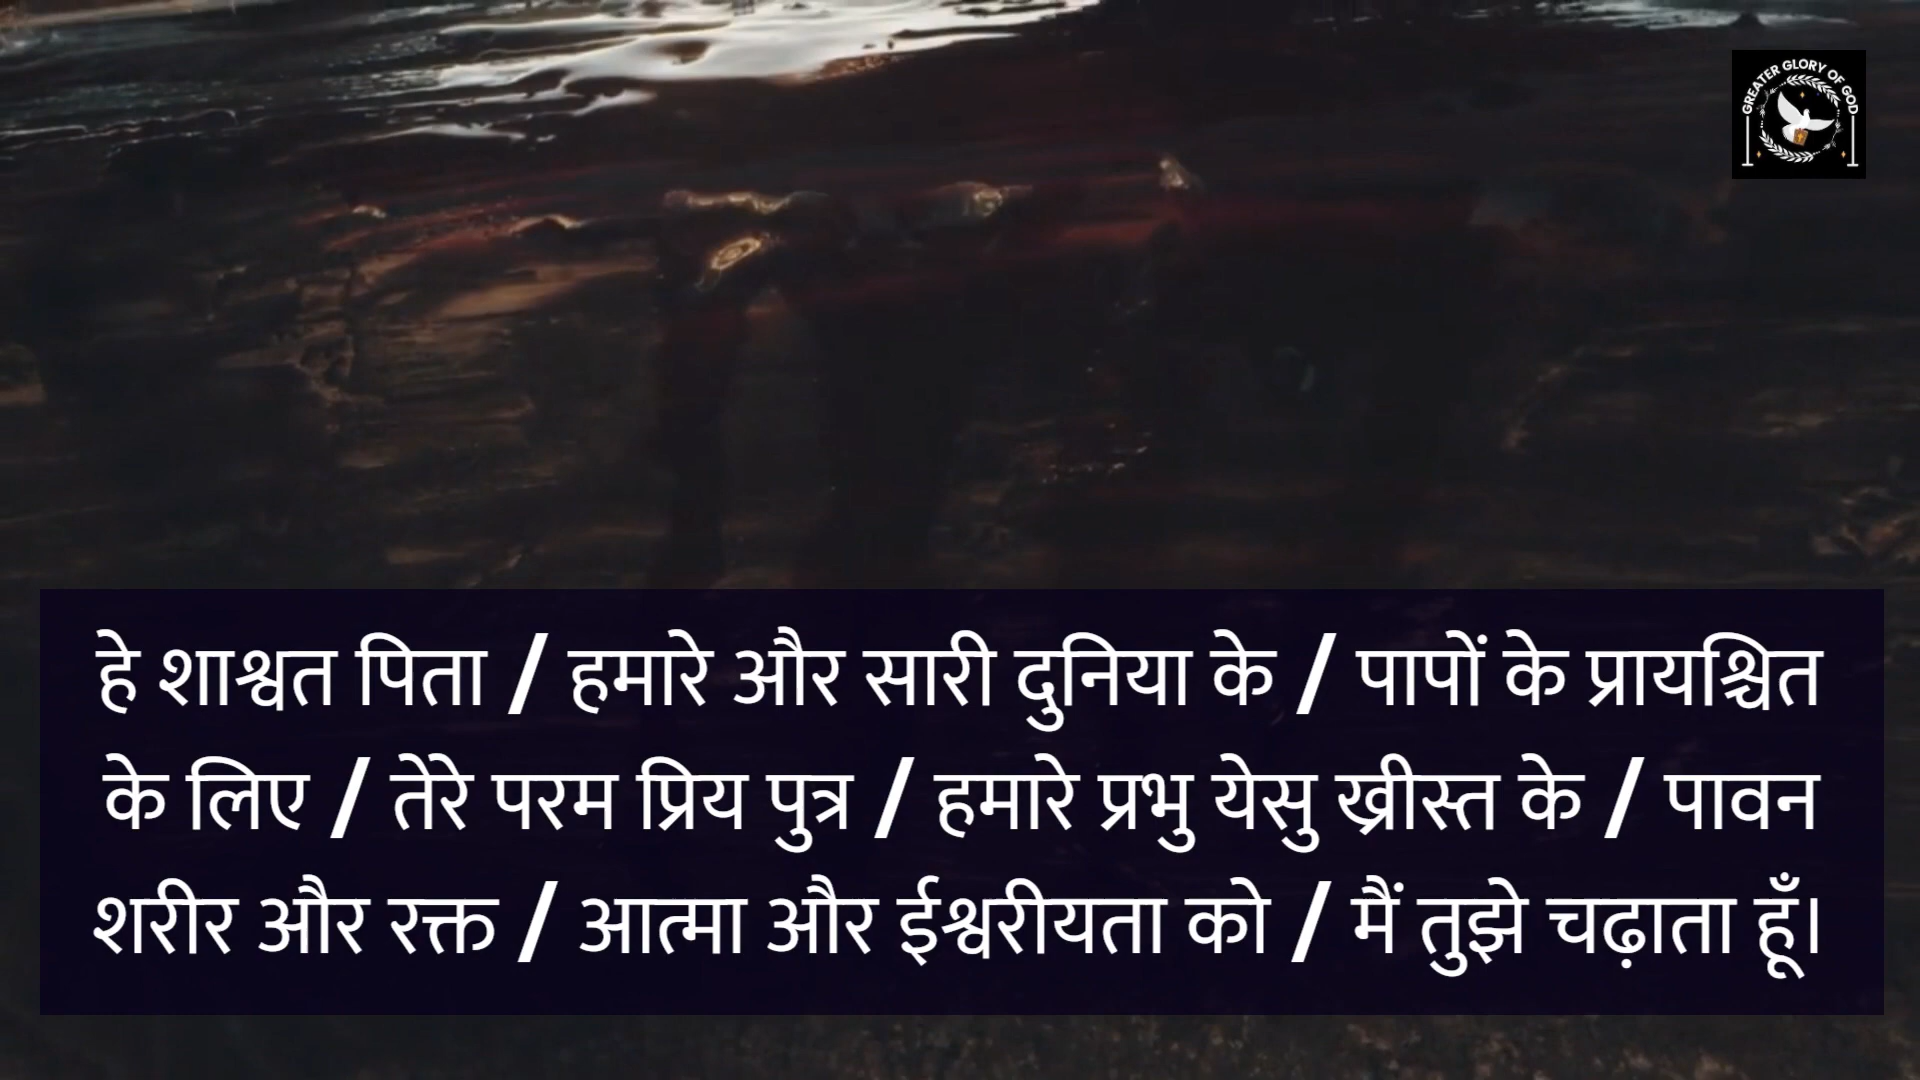 GREATER GLORY OF GOD
हे शाश्वत पिता / हमारे और सारी दुनिया के / पापों के प्रायश्चित
के लिए / तेरे परम प्रिय पुत्र / हमारे प्रभु येसु ख्रीस्त के / पावन
शरीर और रक्त / आत्मा और ईश्वरीयता को / मैं तुझे चढ़ाता हूँ।